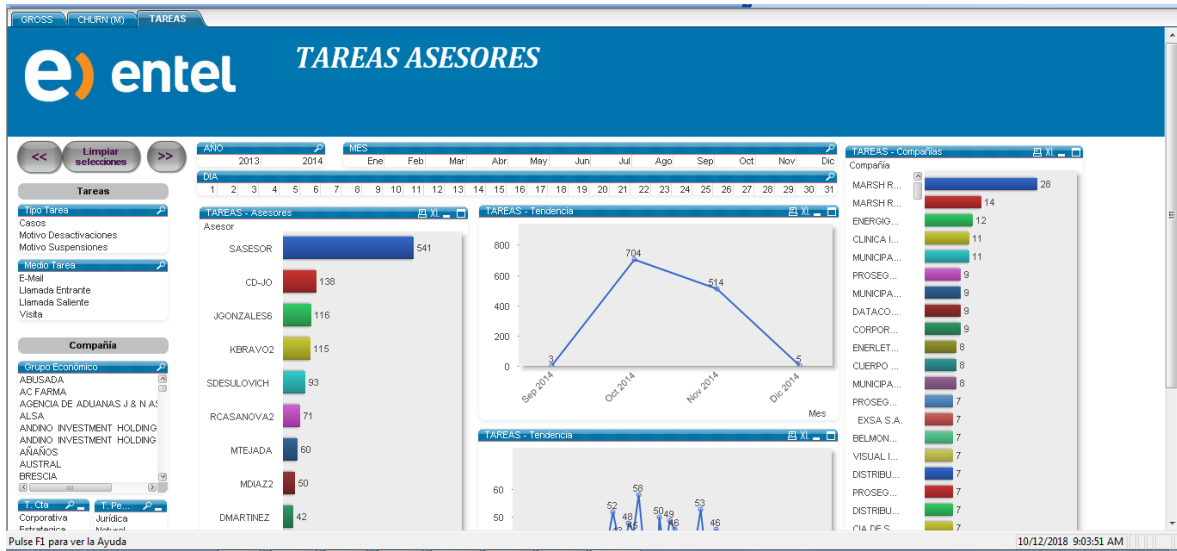 GROSS CHURN (M) TAREAS
entel
TAREAS ASESORES
<< Limpiar selecciones >>
Tareas
Tipo Tarea
Casos
Motivo Desactivaciones
Motivo Suspensiones
Medio Tarea
E-Mail
Llamada Entrante
Llamada Saliente
Visita
Compañía
Grupo Económico
ABUSADA
AC FARMA
AGENCIA DE ADUANAS J & N AS
ALSA
ANDINO INVESTMENT HOLDING
ANDINO INVESTMENT HOLDING
AÑAÑOS
AUSTRAL
BRESCIA
T. Cta T. Pe...
Corporativa Jurídica
Estrategica Natural
AÑO
2013 2014
MES
Ene Feb Mar Abr May Jun Jul Ago Sep Oct Nov Dic
DIA
1 2 3 4 5 6 7 8 9 10 11 12 13 14 15 16 17 18 19 20 21 22 23 24 25 26 27 28 29 30 31
TAREAS - Asesores XL
Asesor
SASESOR 541
CD-JO 138
JGONZALES6 116
KBRAVO2 115
SDESULOVICH 93
RCASANOVA2 71
MTEJADA 60
MDIAZ2 50
DMARTINEZ 42
TAREAS - Tendencia XL
800
600
400
200
0
3 704 514 5
Sep 2014 Oct 2014 Nov 2014 Dic 2014
Mes
TAREAS - Tendencia XL
60
50
52 48 58 50 49 46 53 46
TAREAS - Compañías XL
Compañía
MARSH R... 28
MARSH R... 14
ENERGIG... 12
CLINICA I... 11
MUNICIPA... 11
PROSEG... 9
MUNICIPA... 9
DATACO... 9
CORPOR... 9
ENERLET... 8
CUERPO ... 8
MUNICIPA... 8
PROSEG... 7
EXSA S.A. 7
BELMON... 7
VISUAL I... 7
DISTRIBU... 7
PROSEG... 7
DISTRIBU... 7
CIA DE S... 7
Pulse F1 para ver la Ayuda
10/12/2018 9:03:51 AM